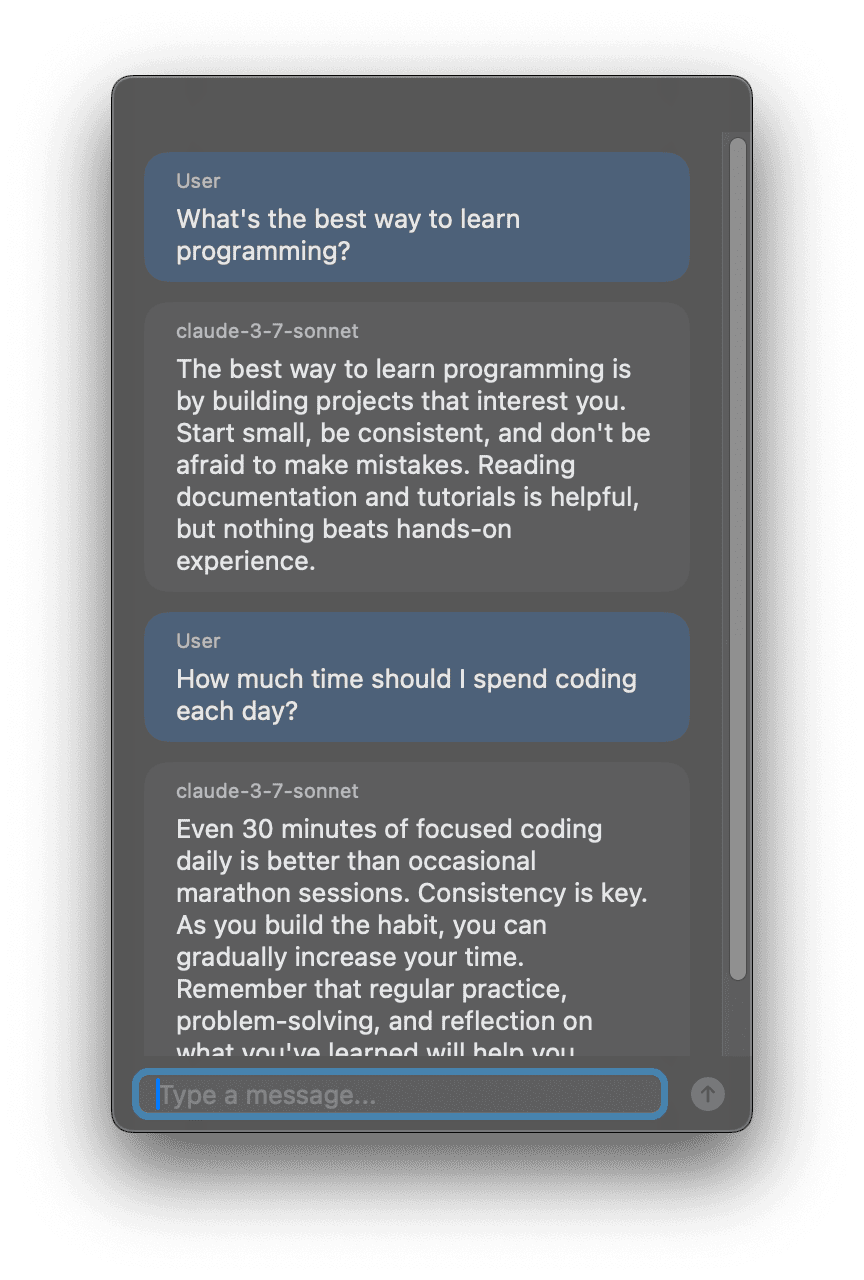 User
What's the best way to learn
programming?
claude-3-7-sonnet
The best way to learn programming is
by building projects that interest you.
Start small, be consistent, and don't be
afraid to make mistakes. Reading
documentation and tutorials is helpful,
but nothing beats hands-on
experience.
User
How much time should I spend coding
each day?
claude-3-7-sonnet
Even 30 minutes of focused coding
daily is better than occasional
marathon sessions. Consistency is key.
As you build the habit, you can
gradually increase your time.
Remember that regular practice,
problem-solving, and reflection on
what you've learned will help you
Type a message...